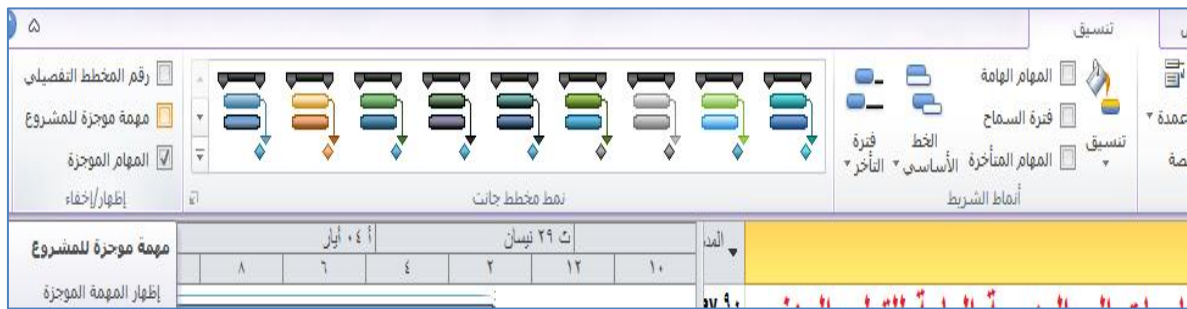 تنسيق
المهام الهامة
فترة السماح
المهام المتأخرة
تنسيق
الخط الأساسي
فترة التأخر
أنماط الشريط
نمط مخطط جانت
رقم المخطط التفصيلي
مهمة موجزة للمشروع
المهام الموجزة
إظهار/إخفاء
ت ٢٩ نيسان
أ ٠٤ أيار
١٠ ١٢ ٢ ٤ ٦ ٨
مهمة موجزة للمشروع
إظهار المهمة الموجزة